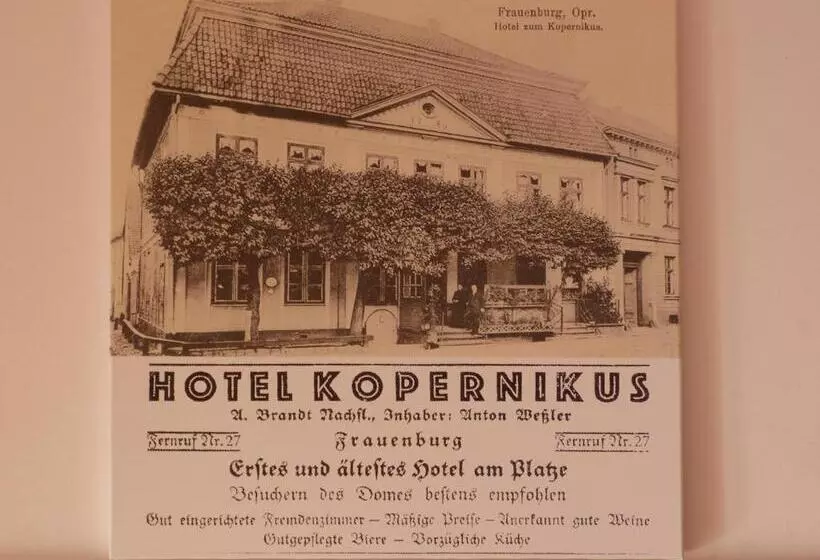 Frauenburg, Opr.
Hotel zum Kopernikus.
HOTEL KOPERNIKUS
A. Brandt Nachfl., Inhaber: Anton Weßler
Fernruf Nr. 27 Frauenburg Fernruf Nr. 27
Erstes und ältestes Hotel am Platze
Besuchern des Domes bestens empfohlen
Gut eingerichtete Fremdenzimmer – Mäßige Preise – Anerkannt gute Weine
Gutgepflegte Biere – Vorzügliche Küche